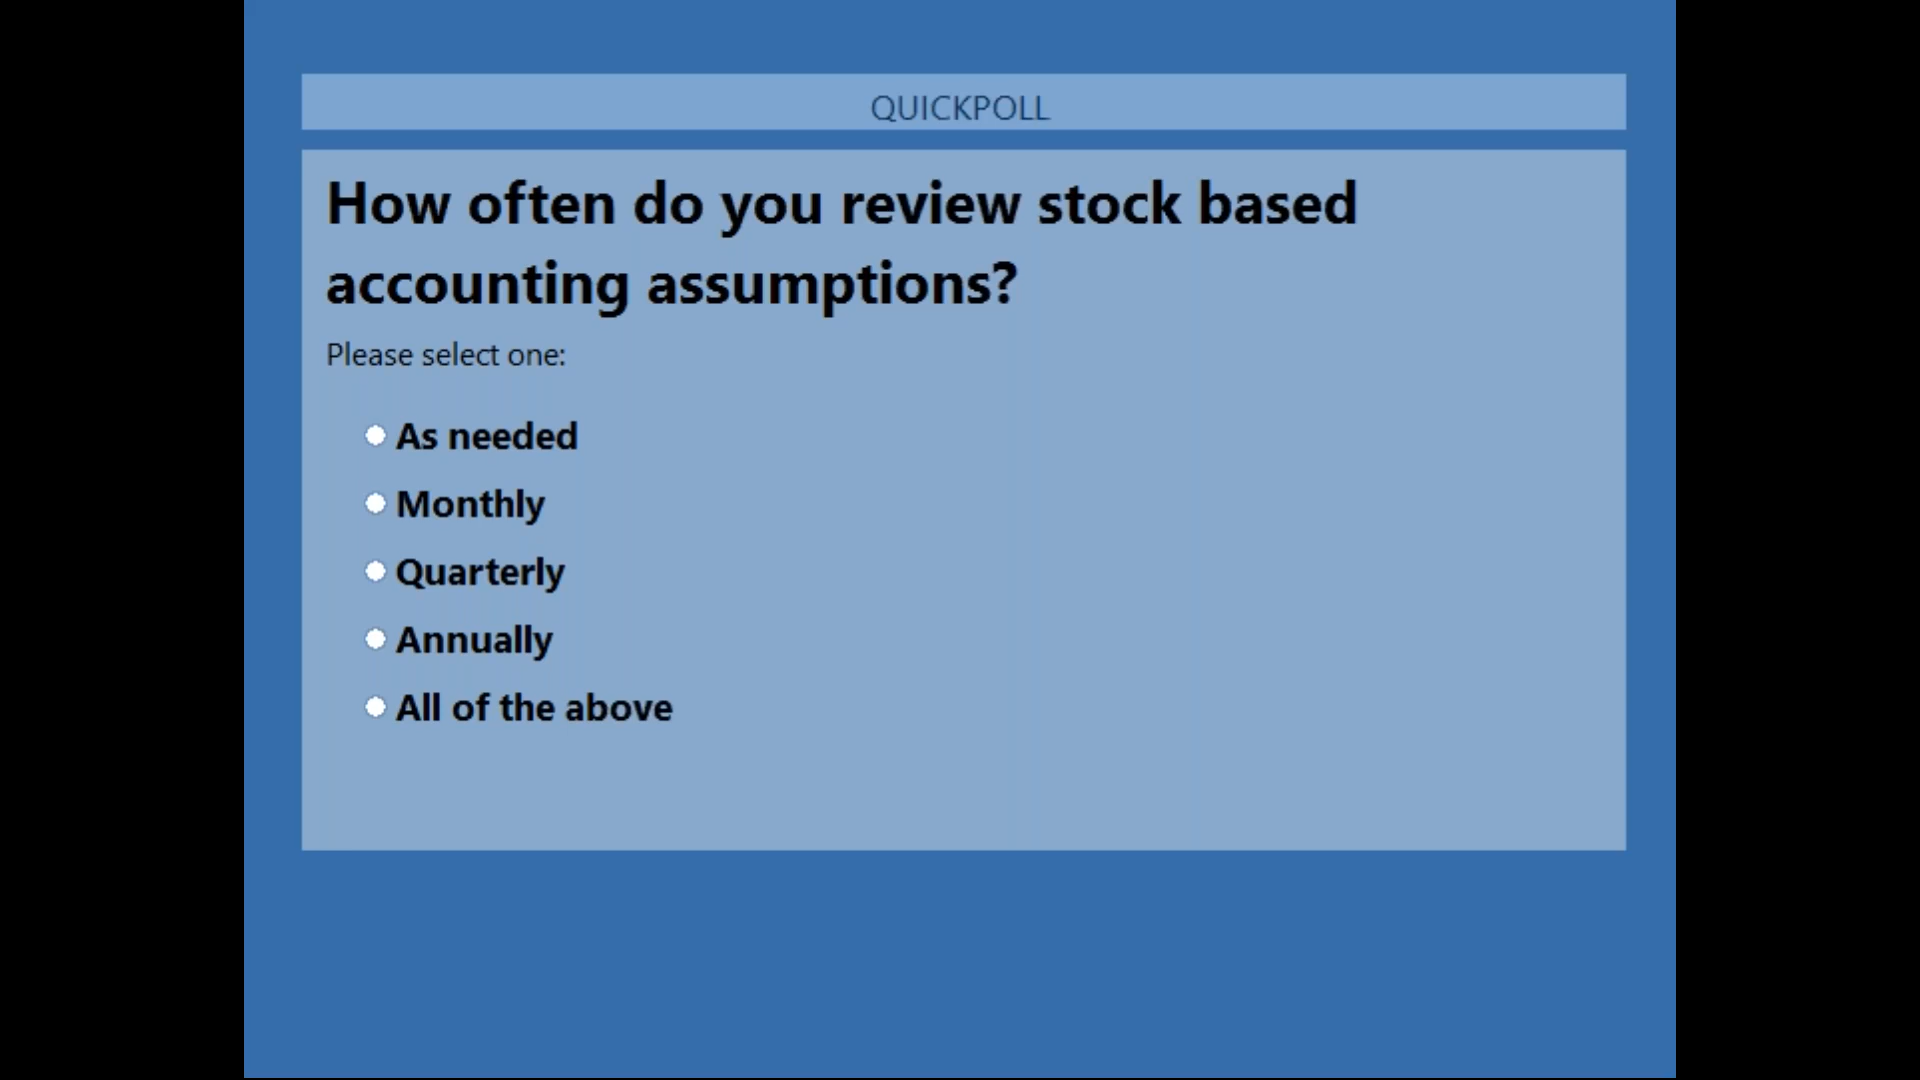 QUICKPOLL
How often do you review stock based
accounting assumptions?
Please select one:
As needed
Monthly
Quarterly
Annually
All of the above